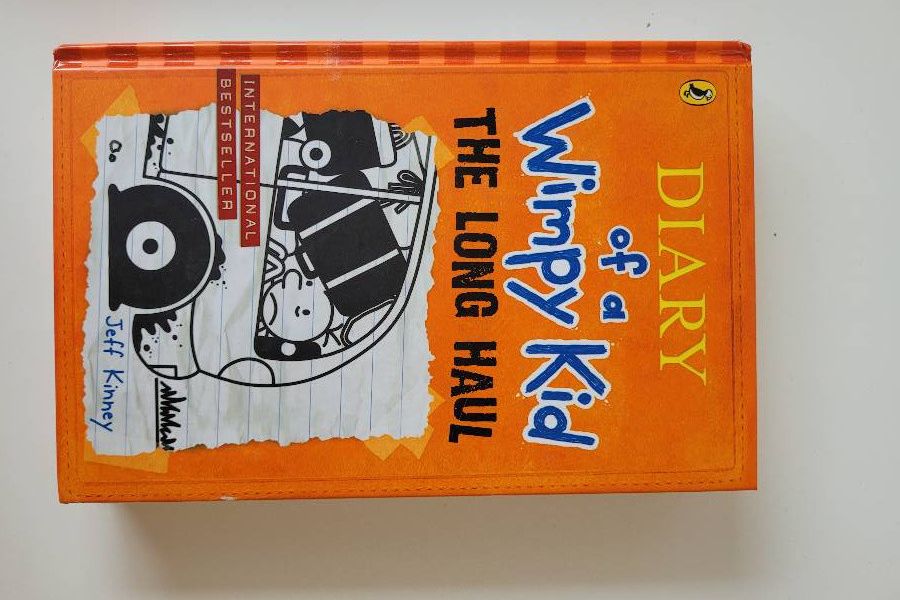 DIARY
of a
Wimpy Kid
THE LONG HAUL
INTERNATIONAL
BESTSELLER
Jeff Kinney